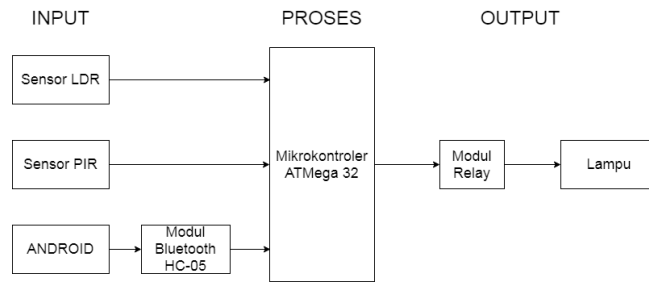 INPUT
PROSES
OUTPUT
Sensor LDR
Sensor PIR
ANDROID
Modul
Bluetooth
HC-05
Mikrokontroler
ATMega 32
Modul
Relay
Lampu